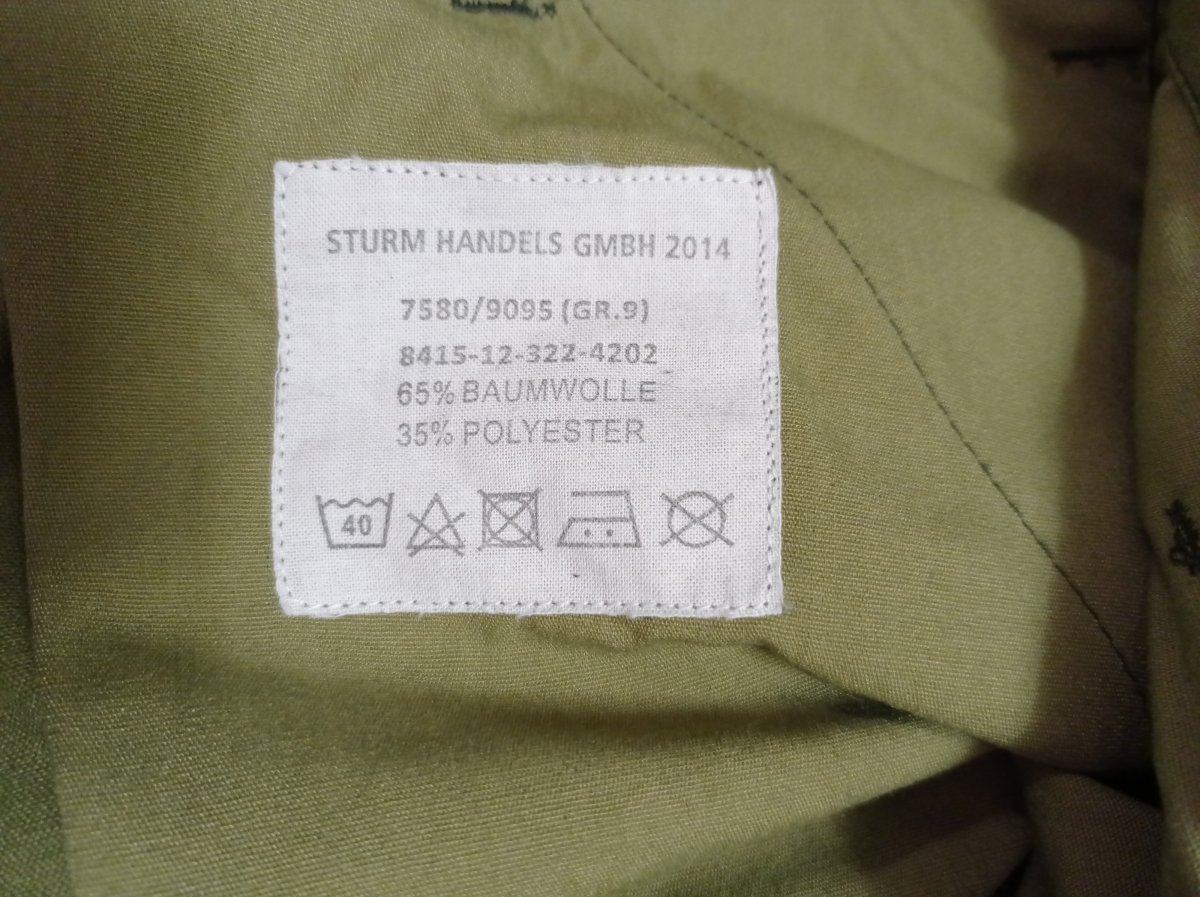 STURM HANDELS GMBH 2014
7580/9095 (GR.9)
8415-12-322-4202
65% BAUMWOLLE
35% POLYESTER
40